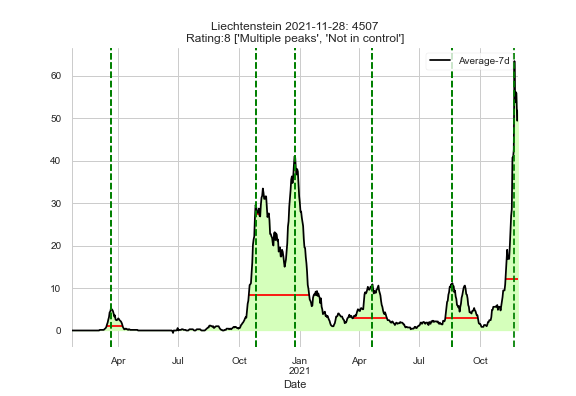 Liechtenstein 2021-11-28: 4507
Rating:8 ['Multiple peaks', 'Not in control']
Average-7d
60
50
40
30
20
10
0
Apr Jul Oct Jan Apr Jul Oct
2021
Date